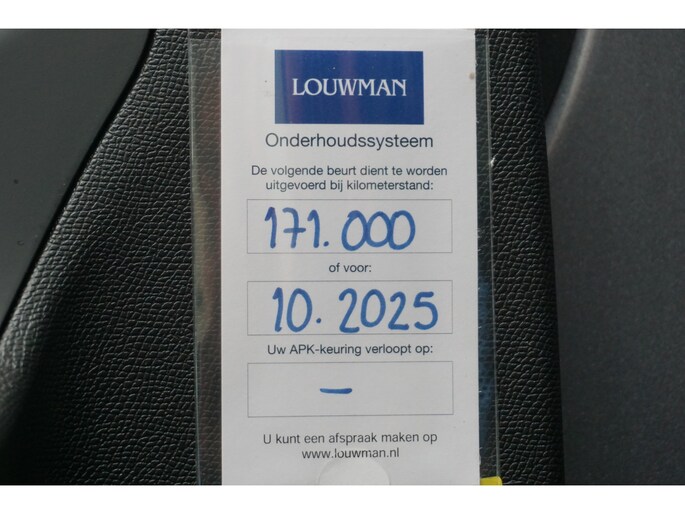 LOUWMAN
Onderhoudssysteem
De volgende beurt dient te worden
uitgevoerd bij kilometerstand:
171.000
of voor:
10.2025
Uw APK-keuring verloopt op:
-
U kunt een afspraak maken op
www.louwman.nl